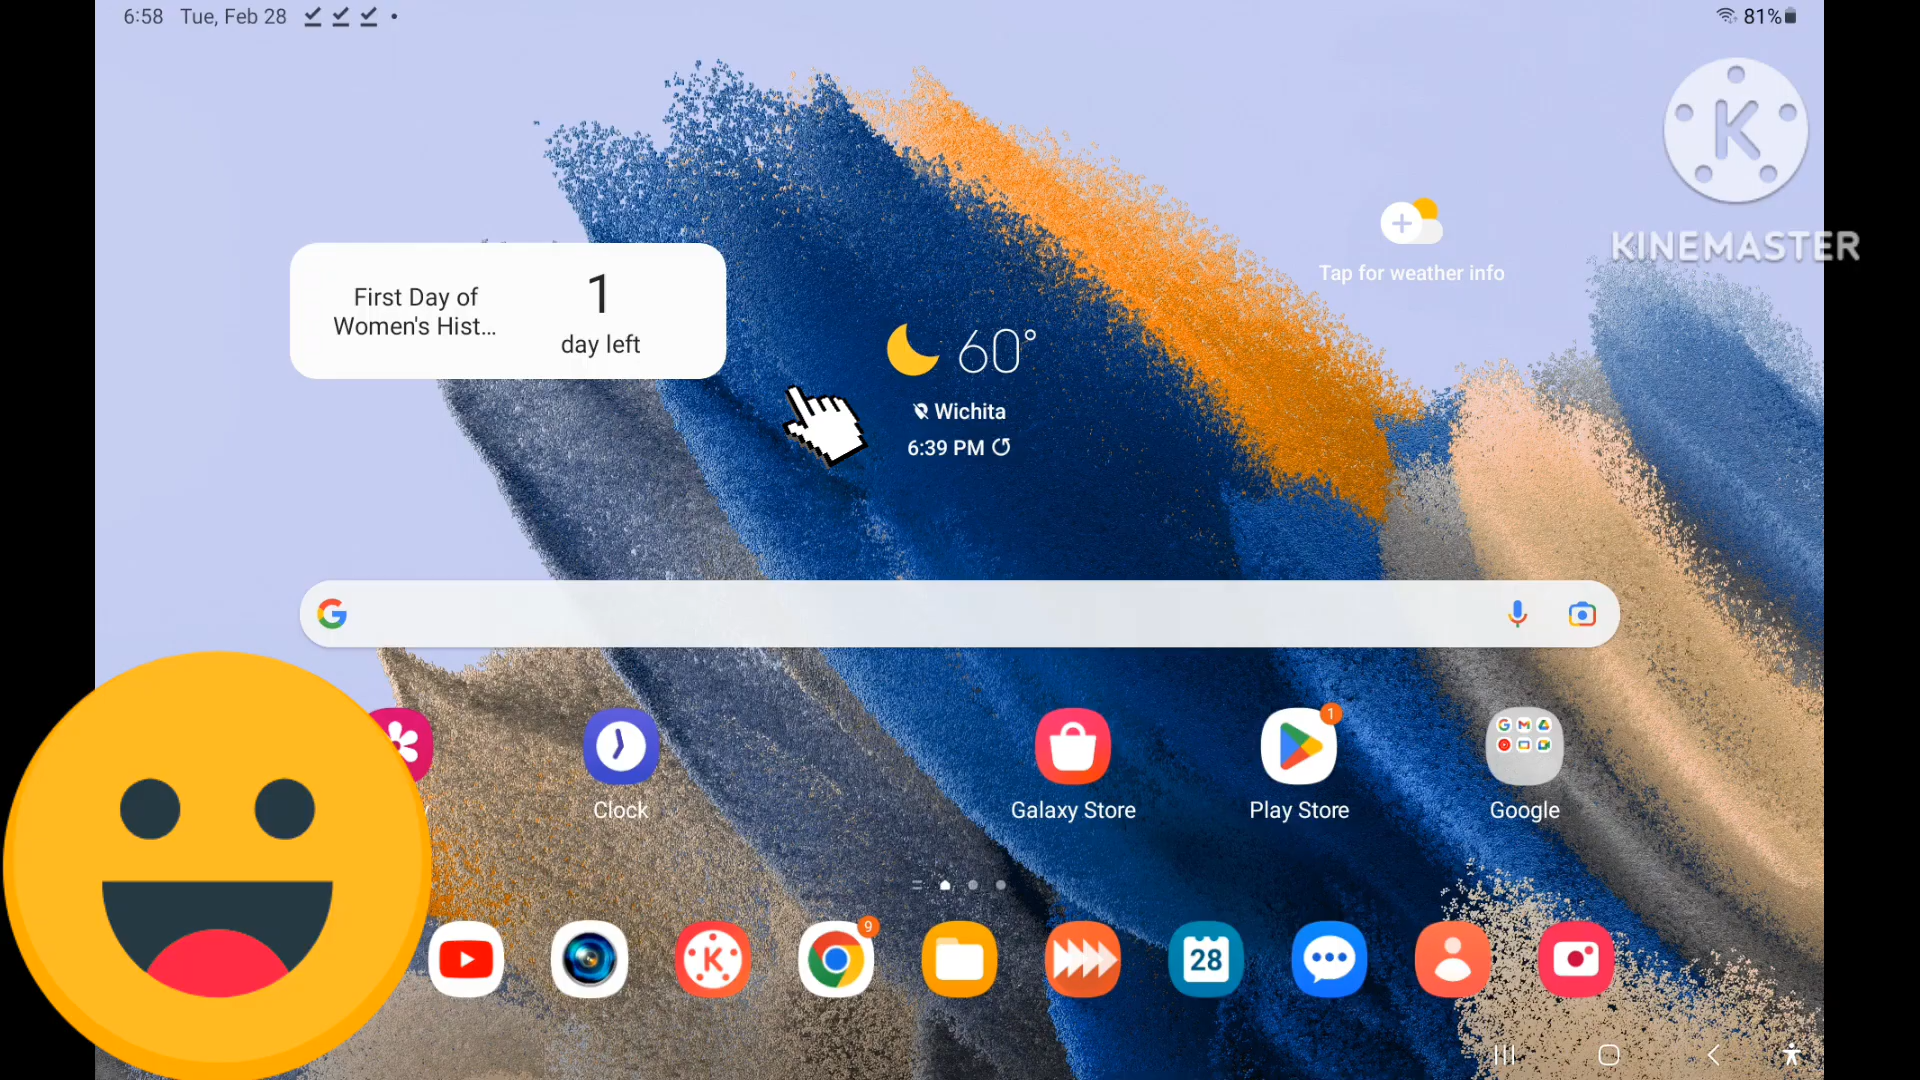 6:58 Tue, Feb 28
81%
K
KINEMASTER
Tap for weather info
First Day of
Women's Hist...
1
day left
60°
Wichita
6:39 PM
Clock
Galaxy Store
1
Play Store
Google
K
9
28